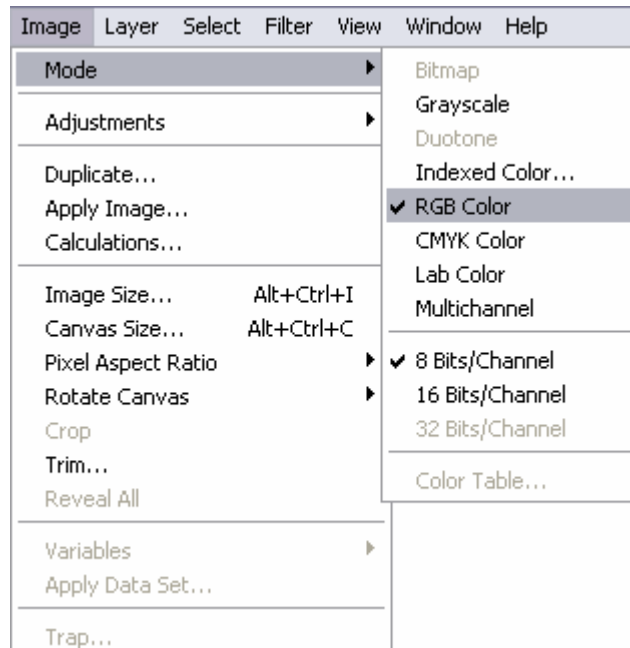 Image Layer Select Filter View Window Help
Mode
Adjustments
Duplicate...
Apply Image...
Calculations...
Image Size... Alt+Ctrl+I
Canvas Size... Alt+Ctrl+C
Pixel Aspect Ratio
Rotate Canvas
Crop
Trim...
Reveal All
Variables
Apply Data Set...
Trap...
Bitmap
Grayscale
Duotone
Indexed Color...
RGB Color
CMYK Color
Lab Color
Multichannel
8 Bits/Channel
16 Bits/Channel
32 Bits/Channel
Color Table...